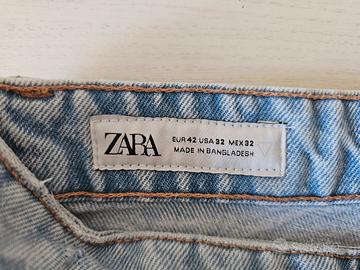 ZARA
EUR 42 USA 32 MEX 32
MADE IN BANGLADESH